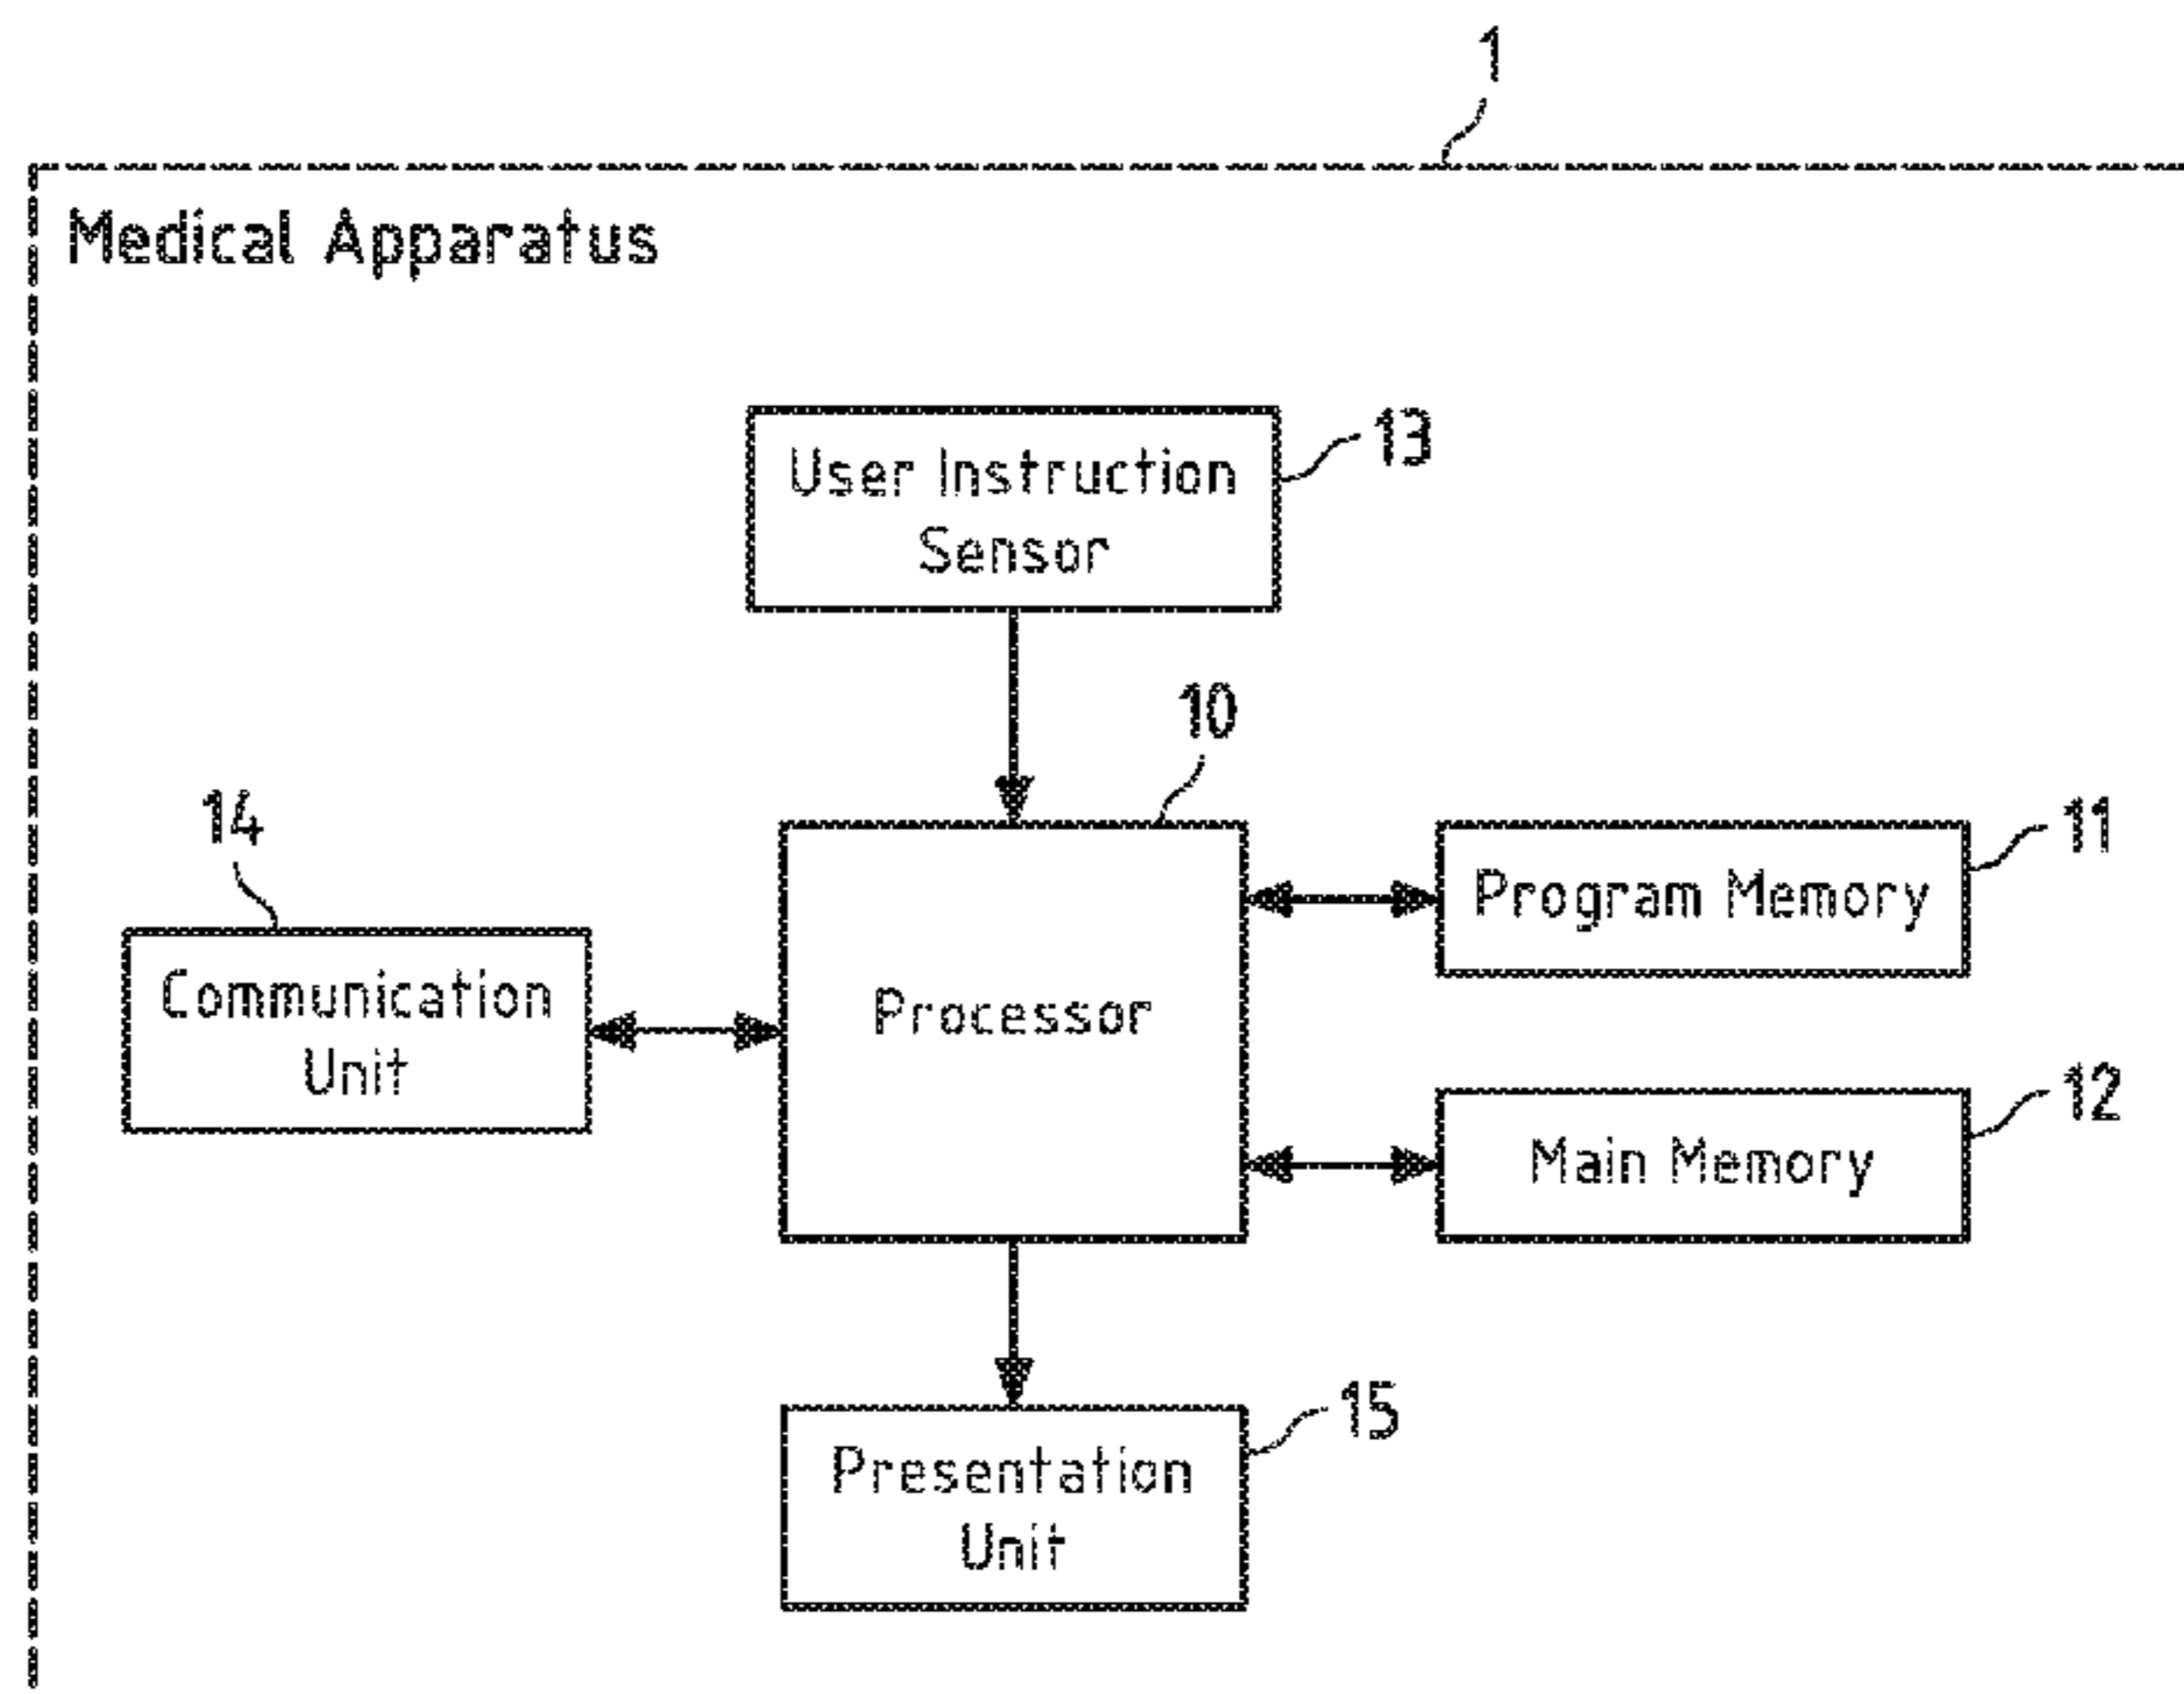 1
Medical Apparatus
User Instruction
Sensor
13
10
14
Communication
Unit
Processor
11
Program Memory
12
Main Memory
15
Presentation
Unit